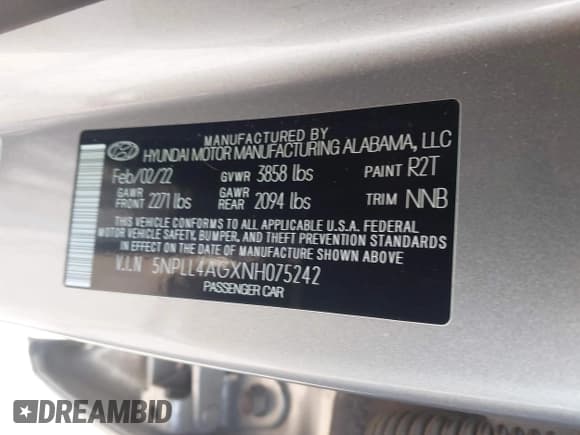 MANUFACTURED BY
HYUNDAI MOTOR MANUFACTURING ALABAMA, LLC
Feb/02/22 GVWR 3858 lbs PAINT R2T
GAWR FRONT 2271 lbs GAWR REAR 2094 lbs TRIM NNB
THIS VEHICLE CONFORMS TO ALL APPLICABLE U.S.A. FEDERAL
MOTOR VEHICLE SAFETY, BUMPER, AND THEFT PREVENTION STANDARDS
IN EFFECT ON THE DATE OF MANUFACTURE SHOWN ABOVE
V.I.N 5NPLL4AGXNH075242
PASSENGER CAR
DREAMBID